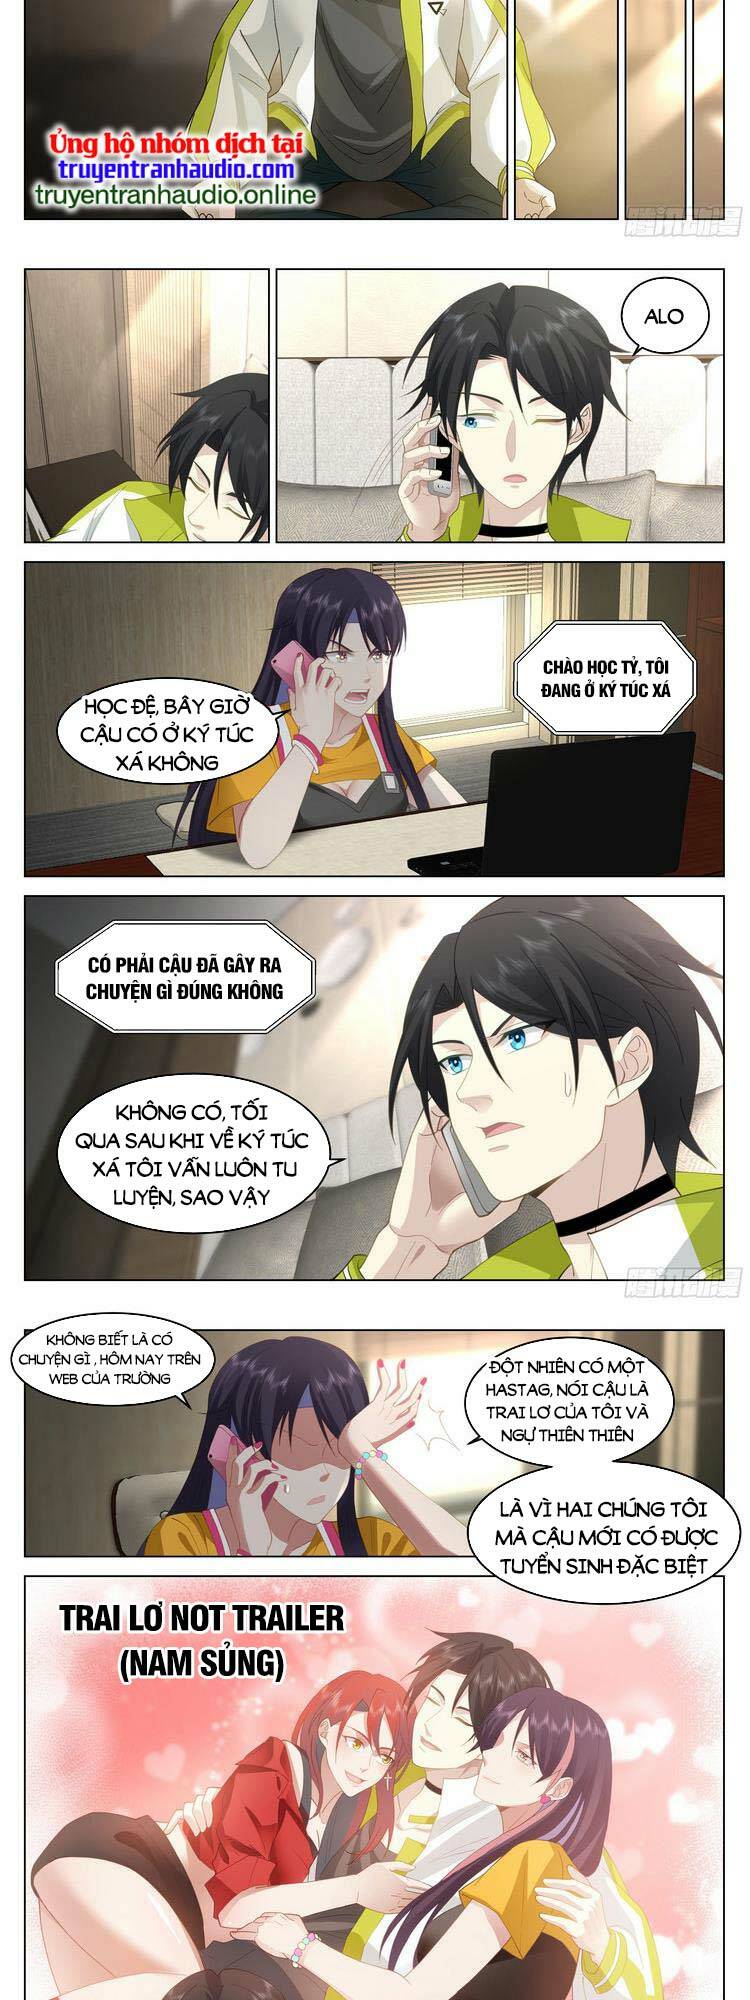 Ủng hộ nhóm dịch tại
truyentranhaudio.com
truyentranhaudio.online
ALO
CHÀO HỌC TỶ, TÔI
ĐANG Ở KÝ TÚC XÁ
HỌC ĐỆ, BÂY GIỜ
CẬU CÓ Ở KÝ TÚC
XÁ KHÔNG
CÓ PHẢI CẬU ĐÃ GÂY RA
CHUYỆN GÌ ĐÚNG KHÔNG
KHÔNG CÓ, TỐI
QUA SAU KHI VỀ KÝ TÚC
XÁ TÔI VẪN LUÔN TU
LUYỆN, SAO VẬY
KHÔNG BIẾT LÀ CÓ
CHUYỆN GÌ , HÔM NAY TRÊN
WEB CỦA TRƯỜNG
ĐỘT NHIÊN CÓ MỘT
HASTAG, NÓI CẬU LÀ
TRAI LƠ CỦA TÔI VÀ
NGỰ THIÊN THIÊN
LÀ VÌ HAI CHÚNG TÔI
MÀ CẬU MỚI CÓ ĐƯỢC
TUYỂN SINH ĐẶC BIỆT
TRAI LƠ NOT TRAILER
(NAM SỦNG)